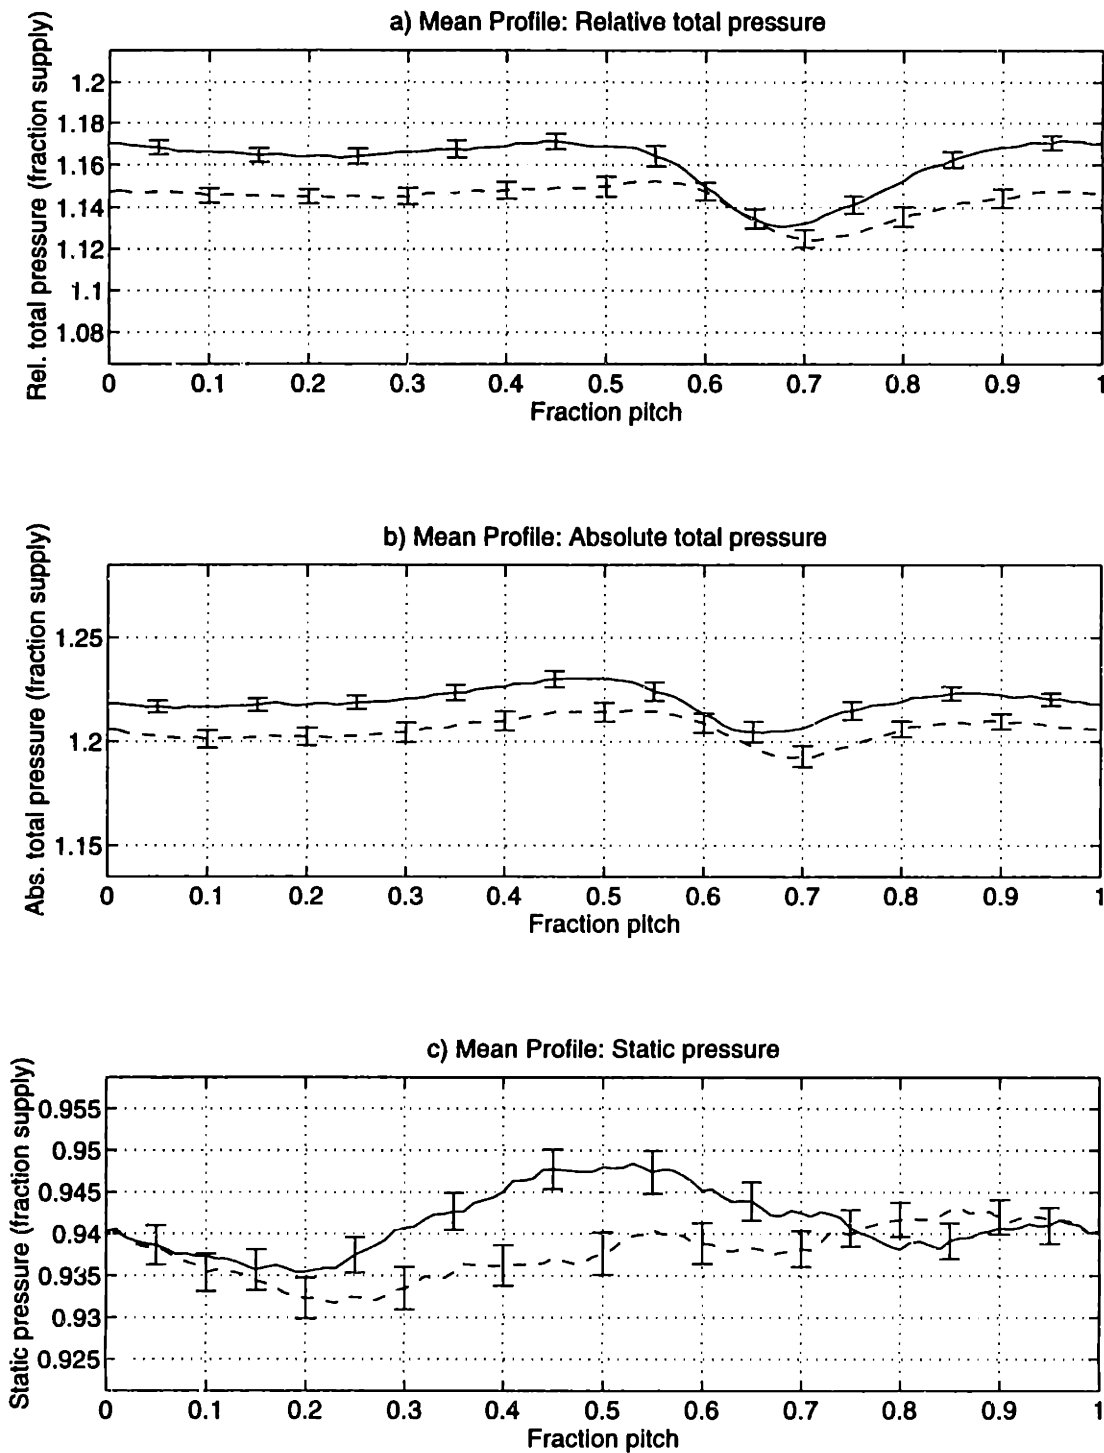 a) Mean Profile: Relative total pressure
Rel. total pressure (fraction supply)
1.2
1.18
1.16
1.14
1.12
1.1
1.08
0 0.1 0.2 0.3 0.4 0.5 0.6 0.7 0.8 0.9 1
Fraction pitch
b) Mean Profile: Absolute total pressure
Abs. total pressure (fraction supply)
1.25
1.2
1.15
0 0.1 0.2 0.3 0.4 0.5 0.6 0.7 0.8 0.9 1
Fraction pitch
c) Mean Profile: Static pressure
Static pressure (fraction supply)
0.955
0.95
0.945
0.94
0.935
0.93
0.925
0 0.1 0.2 0.3 0.4 0.5 0.6 0.7 0.8 0.9 1
Fraction pitch